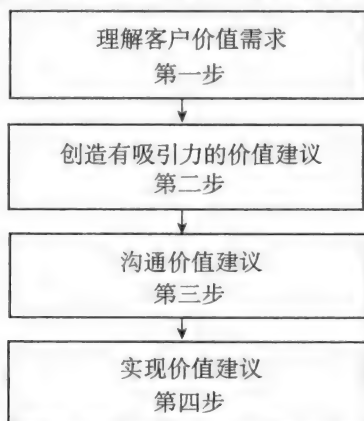 理解客户价值需求
第一步
创造有吸引力的价值建议
第二步
沟通价值建议
第三步
实现价值建议
第四步